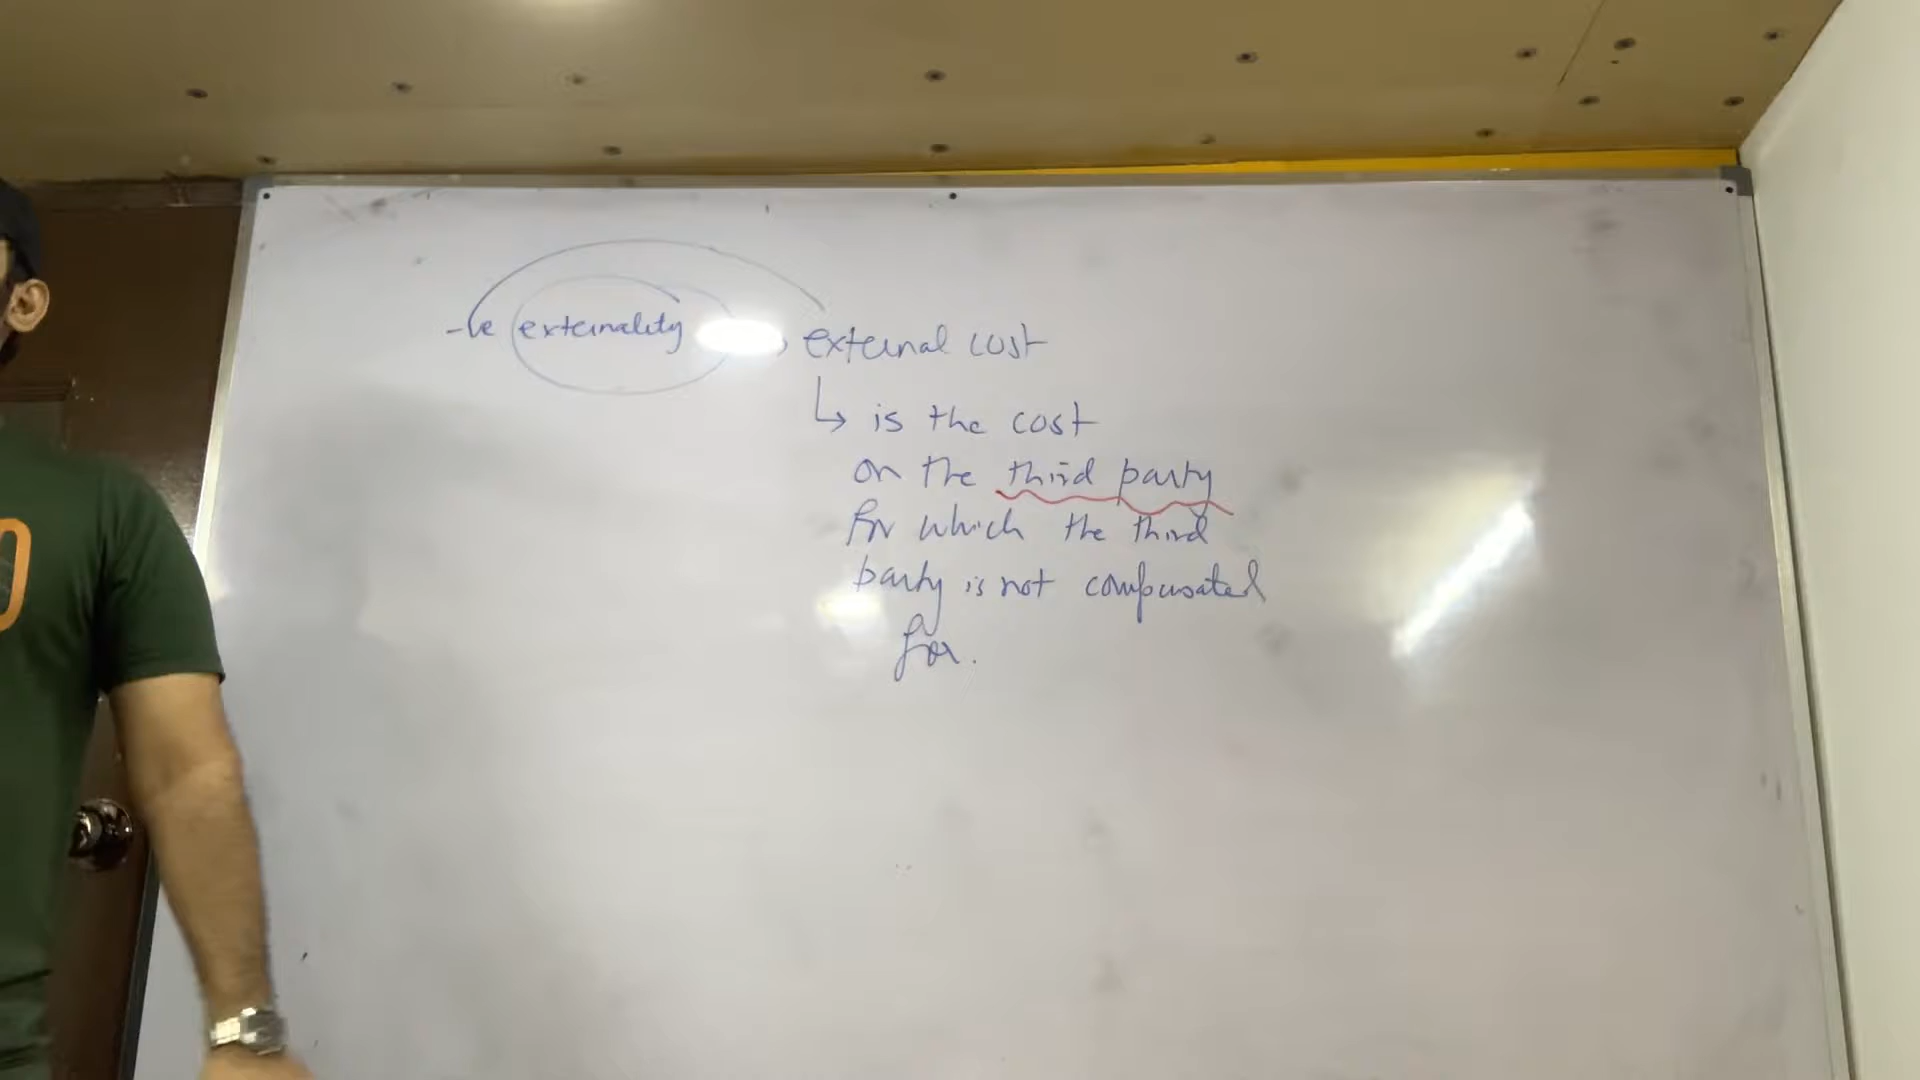 -ve externality external cost
↳ is the cost
on the third party
for which the third
party is not compensated
for.